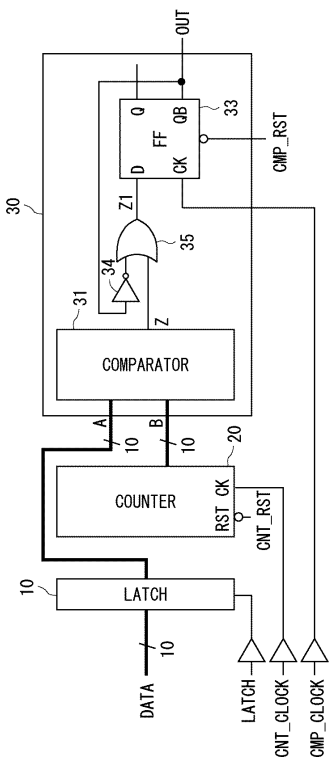 30
31
COMPARATOR
A
10
B
10
Z
34
35
Z1
D
Q
FF
CK
QB
33
OUT
CMP_RST
10
LATCH
10
DATA
COUNTER
20
RST
CK
CNT_RST
LATCH
CNT_CLOCK
CMP_CLOCK